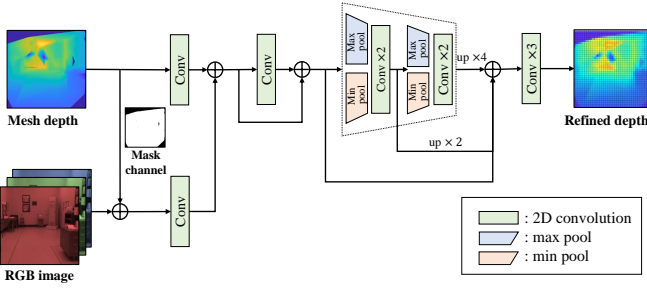 Mesh depth
Conv
Mask
channel
RGB image
Conv
Conv
Max
pool
Min
pool
Conv ×2
Max
pool
Min
pool
Conv ×2
up ×4
up × 2
Conv ×3
Refined depth
: 2D convolution
: max pool
: min pool